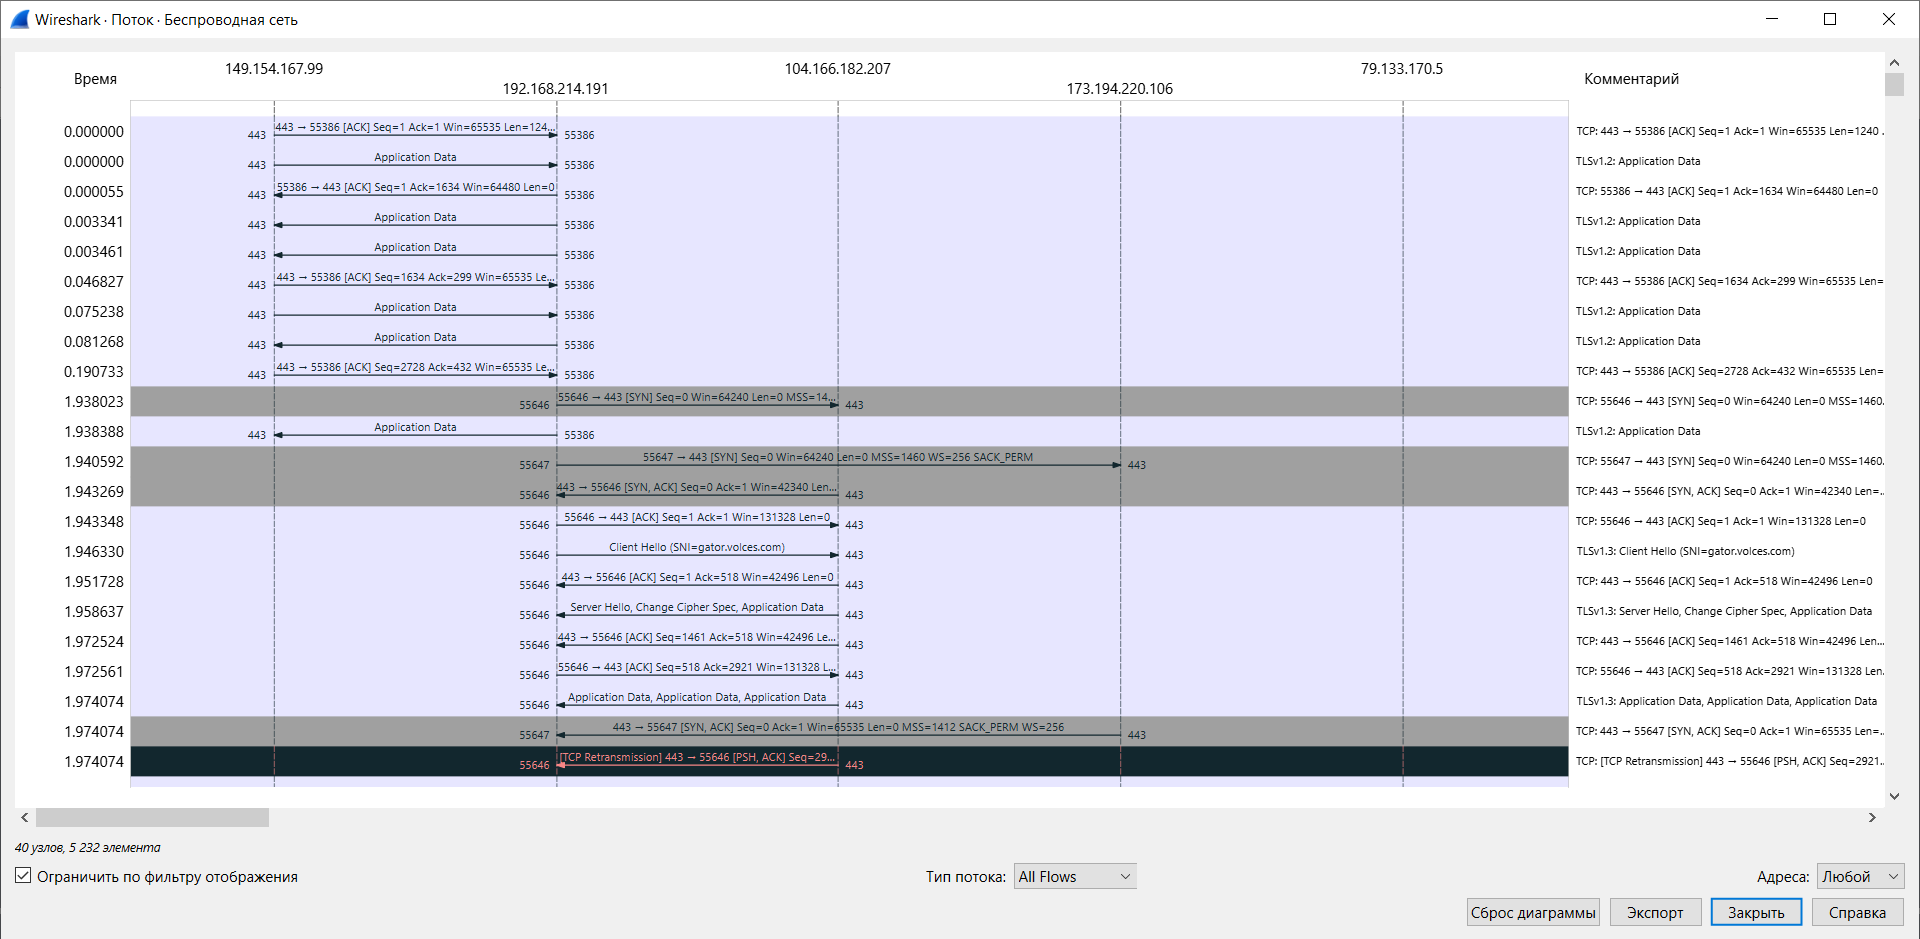 Wireshark · Поток · Беспроводная сеть
Время 149.154.167.99 192.168.214.191 104.166.182.207 173.194.220.106 79.133.170.5 Комментарий
0.000000 443 443 → 55386 [ACK] Seq=1 Ack=1 Win=65535 Len=124... 55386 TCP: 443 → 55386 [ACK] Seq=1 Ack=1 Win=65535 Len=1240 .
0.000000 443 Application Data 55386 TLSv1.2: Application Data
0.000055 443 55386 → 443 [ACK] Seq=1 Ack=1634 Win=64480 Len=0 55386 TCP: 55386 → 443 [ACK] Seq=1 Ack=1634 Win=64480 Len=0
0.003341 443 Application Data 55386 TLSv1.2: Application Data
0.003461 443 Application Data 55386 TLSv1.2: Application Data
0.046827 443 443 → 55386 [ACK] Seq=1634 Ack=299 Win=65535 Le... 55386 TCP: 443 → 55386 [ACK] Seq=1634 Ack=299 Win=65535 Len=
0.075238 443 Application Data 55386 TLSv1.2: Application Data
0.081268 443 Application Data 55386 TLSv1.2: Application Data
0.190733 443 443 → 55386 [ACK] Seq=2728 Ack=432 Win=65535 Le... 55386 TCP: 443 → 55386 [ACK] Seq=2728 Ack=432 Win=65535 Len=
1.938023 55646 55646 → 443 [SYN] Seq=0 Win=64240 Len=0 MSS=14... 443 TCP: 55646 → 443 [SYN] Seq=0 Win=64240 Len=0 MSS=1460.
1.938388 443 Application Data 55386 TLSv1.2: Application Data
1.940592 55647 55647 → 443 [SYN] Seq=0 Win=64240 Len=0 MSS=1460 WS=256 SACK_PERM 443 TCP: 55647 → 443 [SYN] Seq=0 Win=64240 Len=0 MSS=1460.
1.943269 55646 443 → 55646 [SYN, ACK] Seq=0 Ack=1 Win=42340 Len... 443 TCP: 443 → 55646 [SYN, ACK] Seq=0 Ack=1 Win=42340 Len=..
1.943348 55646 55646 → 443 [ACK] Seq=1 Ack=1 Win=131328 Len=0 443 TCP: 55646 → 443 [ACK] Seq=1 Ack=1 Win=131328 Len=0
1.946330 55646 Client Hello (SNI=gator.volces.com) 443 TLSv1.3: Client Hello (SNI=gator.volces.com)
1.951728 55646 443 → 55646 [ACK] Seq=1 Ack=518 Win=42496 Len=0 443 TCP: 443 → 55646 [ACK] Seq=1 Ack=518 Win=42496 Len=0
1.958637 55646 Server Hello, Change Cipher Spec, Application Data 443 TLSv1.3: Server Hello, Change Cipher Spec, Application Data
1.972524 55646 443 → 55646 [ACK] Seq=1461 Ack=518 Win=42496 Le... 443 TCP: 443 → 55646 [ACK] Seq=1461 Ack=518 Win=42496 Len...
1.972561 55646 55646 → 443 [ACK] Seq=518 Ack=2921 Win=131328 L... 443 TCP: 55646 → 443 [ACK] Seq=518 Ack=2921 Win=131328 Len.
1.974074 55646 Application Data, Application Data, Application Data 443 TLSv1.3: Application Data, Application Data, Application Data
1.974074 55647 443 → 55647 [SYN, ACK] Seq=0 Ack=1 Win=65535 Len=0 MSS=1412 SACK_PERM WS=256 443 TCP: 443 → 55647 [SYN, ACK] Seq=0 Ack=1 Win=65535 Len=..
1.974074 55646 [TCP Retransmission] 443 → 55646 [PSH, ACK] Seq=29... 443 TCP: [TCP Retransmission] 443 → 55646 [PSH, ACK] Seq=2921..
40 узлов, 5 232 элемента
Ограничить по фильтру отображения Тип потока: All Flows Адреса: Любой
Сброс диаграммы Экспорт Закрыть Справка